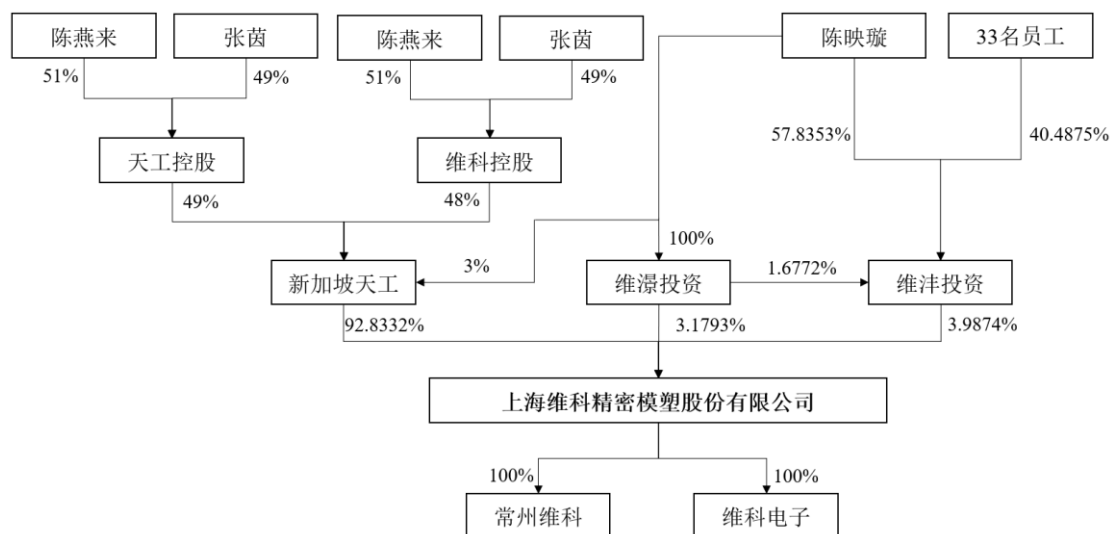 陈燕来
张茵
陈燕来
张茵
陈映璇
33名员工
51%
49%
51%
49%
57.8353%
40.4875%
天工控股
维科控股
49%
48%
100%
3%
1.6772%
新加坡天工
维澋投资
维沣投资
92.8332%
3.1793%
3.9874%
上海维科精密模塑股份有限公司
100%
100%
常州维科
维科电子